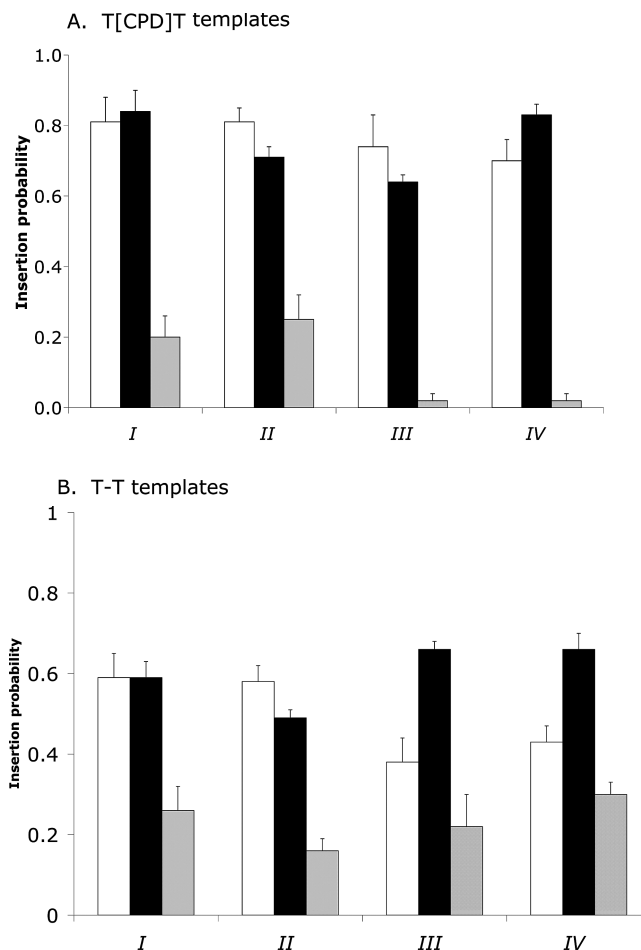 A. T[CPD]T templates
1.0
0.8
0.6
0.4
0.2
0.0
Insertion probability
I II III IV
B. T-T templates
1
0.8
0.6
0.4
0.2
0
Insertion probability
I II III IV